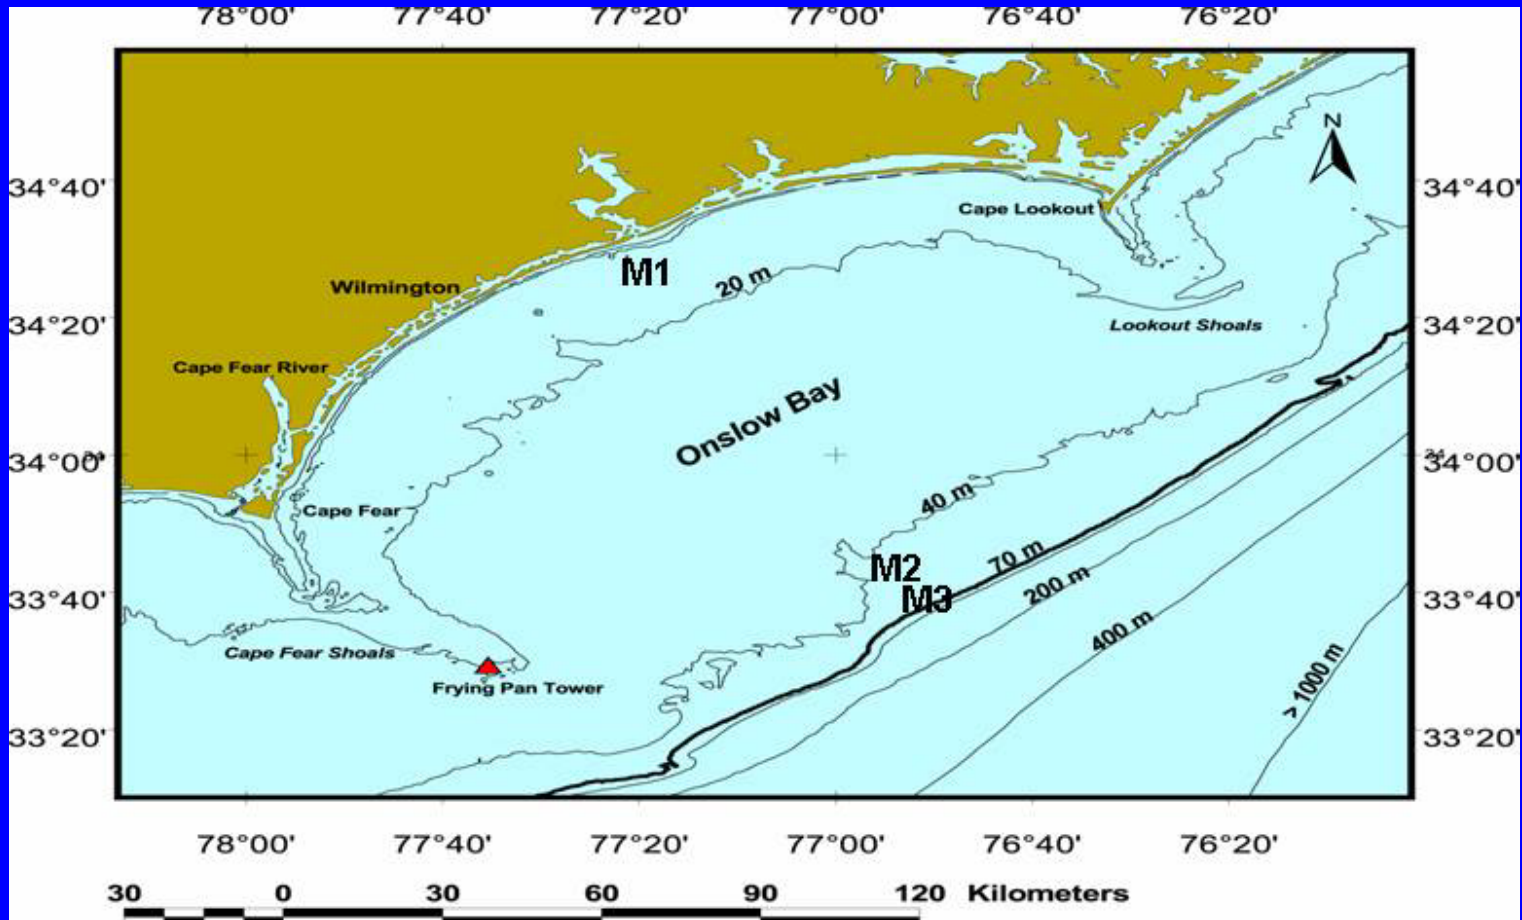 78°00' 77°40' 77°20' 77°00' 76°40' 76°20'
N
34°40' 34°40'
Cape Lookout
M1
20 m
Wilmington
34°20' 34°20'
Lookout Shoals
Cape Fear River
Onslow Bay
34°00' 34°00'
40 m
Cape Fear
70 m
M2
200 m
33°40' M3 33°40'
400 m
Cape Fear Shoals
> 1000 m
Frying Pan Tower
33°20' 33°20'
78°00' 77°40' 77°20' 77°00' 76°40' 76°20'
30 0 30 60 90 120 Kilometers